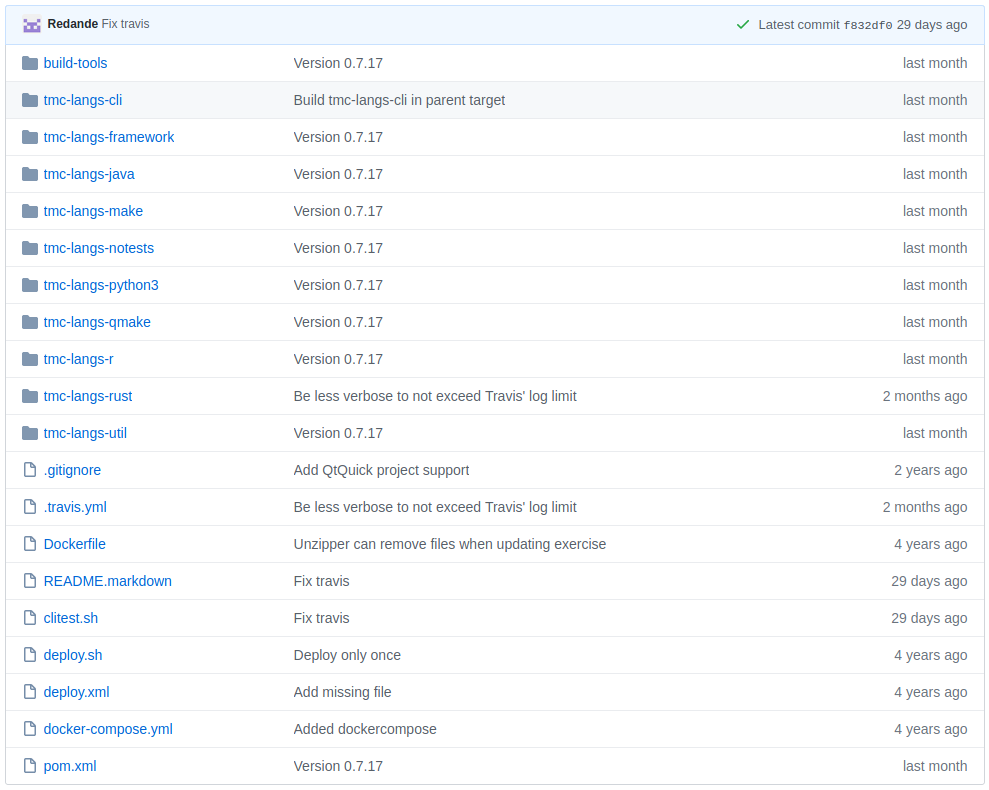 Redande Fix travis Latest commit f832df0 29 days ago
build-tools Version 0.7.17 last month
tmc-langs-cli Build tmc-langs-cli in parent target last month
tmc-langs-framework Version 0.7.17 last month
tmc-langs-java Version 0.7.17 last month
tmc-langs-make Version 0.7.17 last month
tmc-langs-notests Version 0.7.17 last month
tmc-langs-python3 Version 0.7.17 last month
tmc-langs-qmake Version 0.7.17 last month
tmc-langs-r Version 0.7.17 last month
tmc-langs-rust Be less verbose to not exceed Travis' log limit 2 months ago
tmc-langs-util Version 0.7.17 last month
.gitignore Add QtQuick project support 2 years ago
.travis.yml Be less verbose to not exceed Travis' log limit 2 months ago
Dockerfile Unzipper can remove files when updating exercise 4 years ago
README.markdown Fix travis 29 days ago
clitest.sh Fix travis 29 days ago
deploy.sh Deploy only once 4 years ago
deploy.xml Add missing file 4 years ago
docker-compose.yml Added dockercompose 4 years ago
pom.xml Version 0.7.17 last month